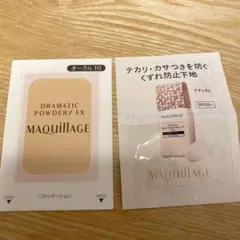 オークル10
DRAMATIC
POWDERY EX
MAQuillAGE
(ファンデーション)
テカリ・カサつきを防ぐ
くずれ防止下地
SPF50+
MAQuillAGE
MAQuillAGE